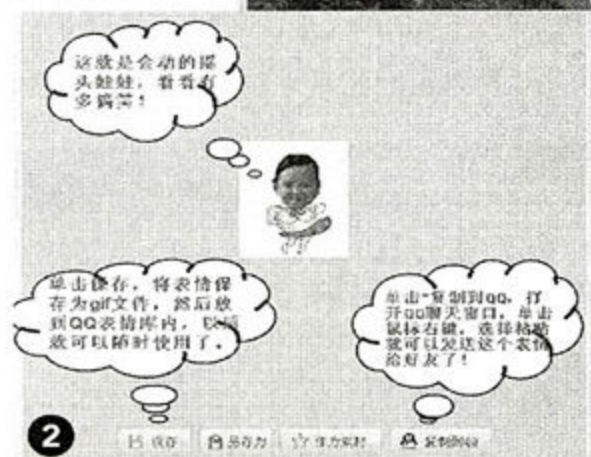 这就是会动的摇
头娃娃，看看有
多搞笑！
单击保存，将表情保
存为gif文件，然后放
到QQ表情库内，以后
就可以随时使用了。
单击“复制到qq，打
开qq聊天窗口，单击
鼠标右键，选择粘贴
就可以发送这个表情
给好友了！
2
保存 另存为